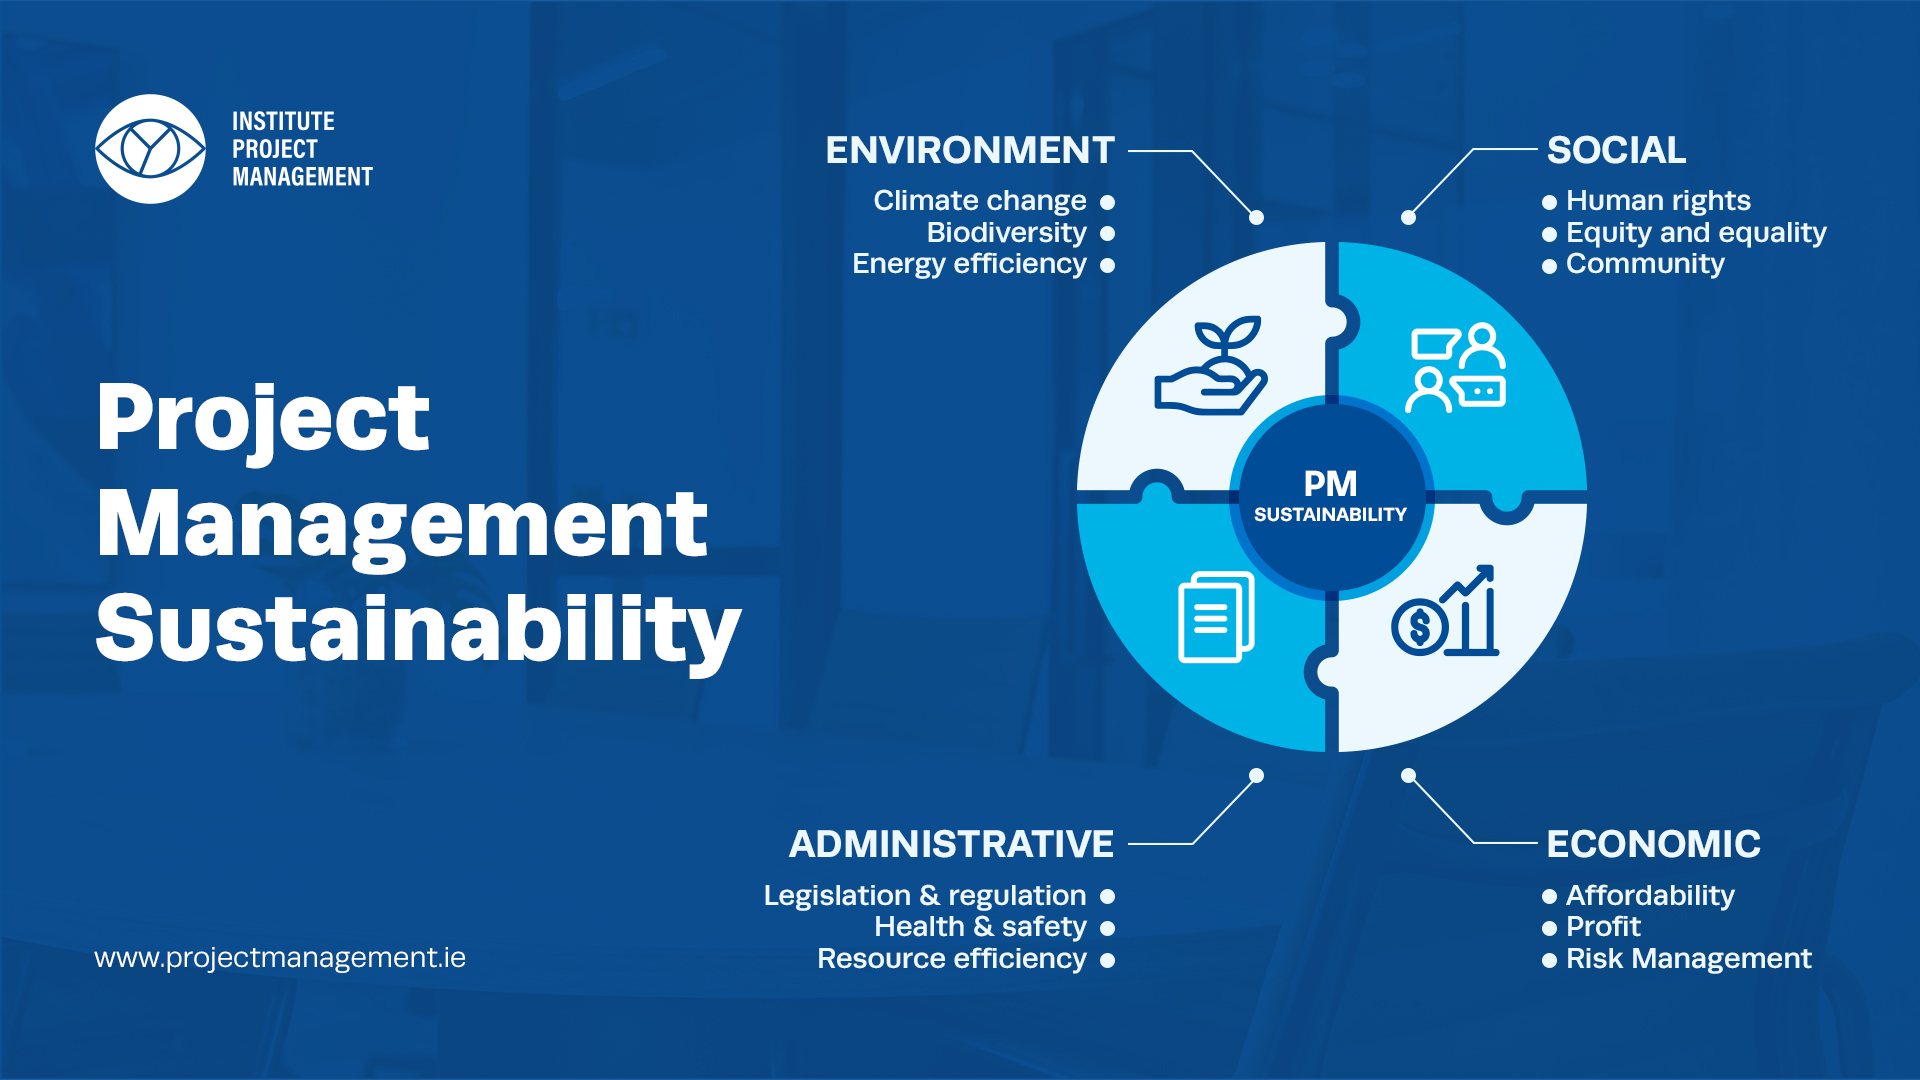 INSTITUTE
PROJECT
MANAGEMENT
Project
Management
Sustainability
www.projectmanagement.ie
ENVIRONMENT
Climate change
Biodiversity
Energy efficiency
SOCIAL
Human rights
Equity and equality
Community
PM
SUSTAINABILITY
$
ADMINISTRATIVE
Legislation & regulation
Health & safety
Resource efficiency
ECONOMIC
Affordability
Profit
Risk Management